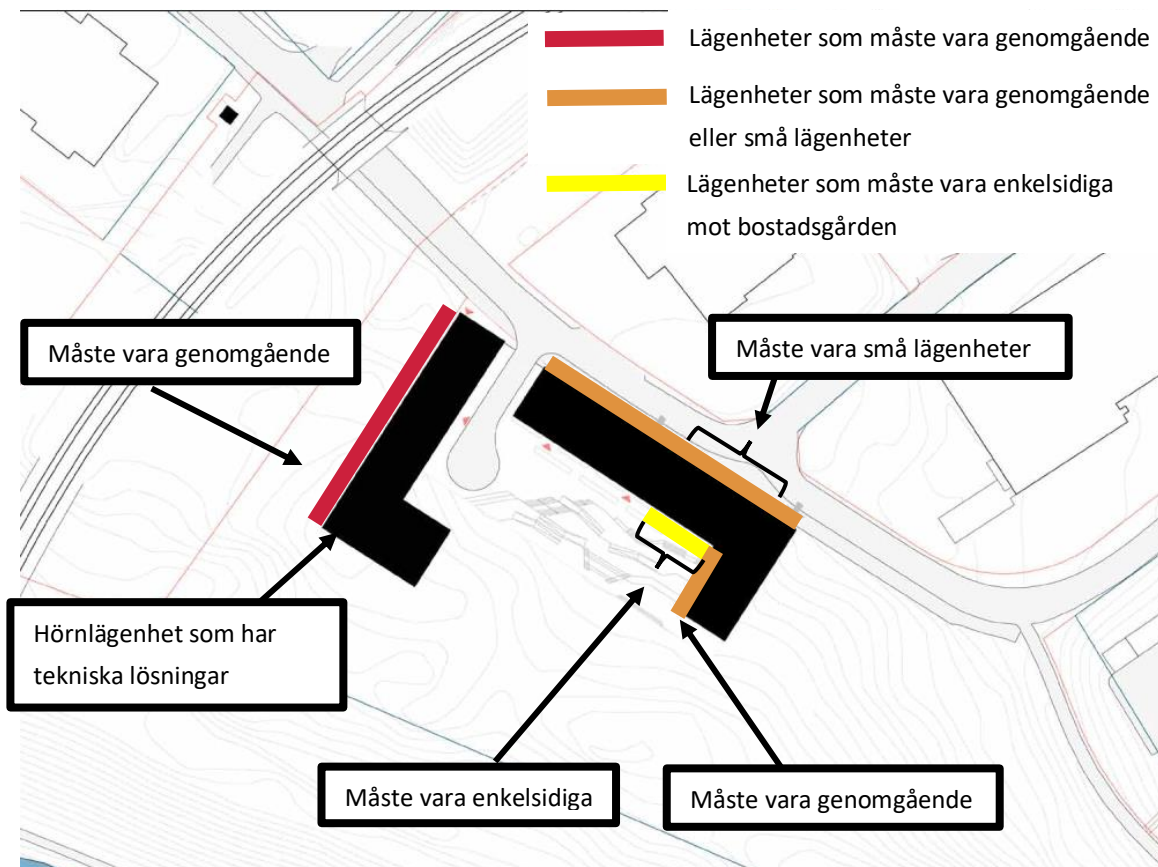 Lägenheter som måste vara genomgående
Lägenheter som måste vara genomgående
eller små lägenheter
Lägenheter som måste vara enkelsidiga
mot bostadsgården
Måste vara genomgående
Måste vara små lägenheter
Hörnlägenhet som har
tekniska lösningar
Måste vara enkelsidiga
Måste vara genomgående